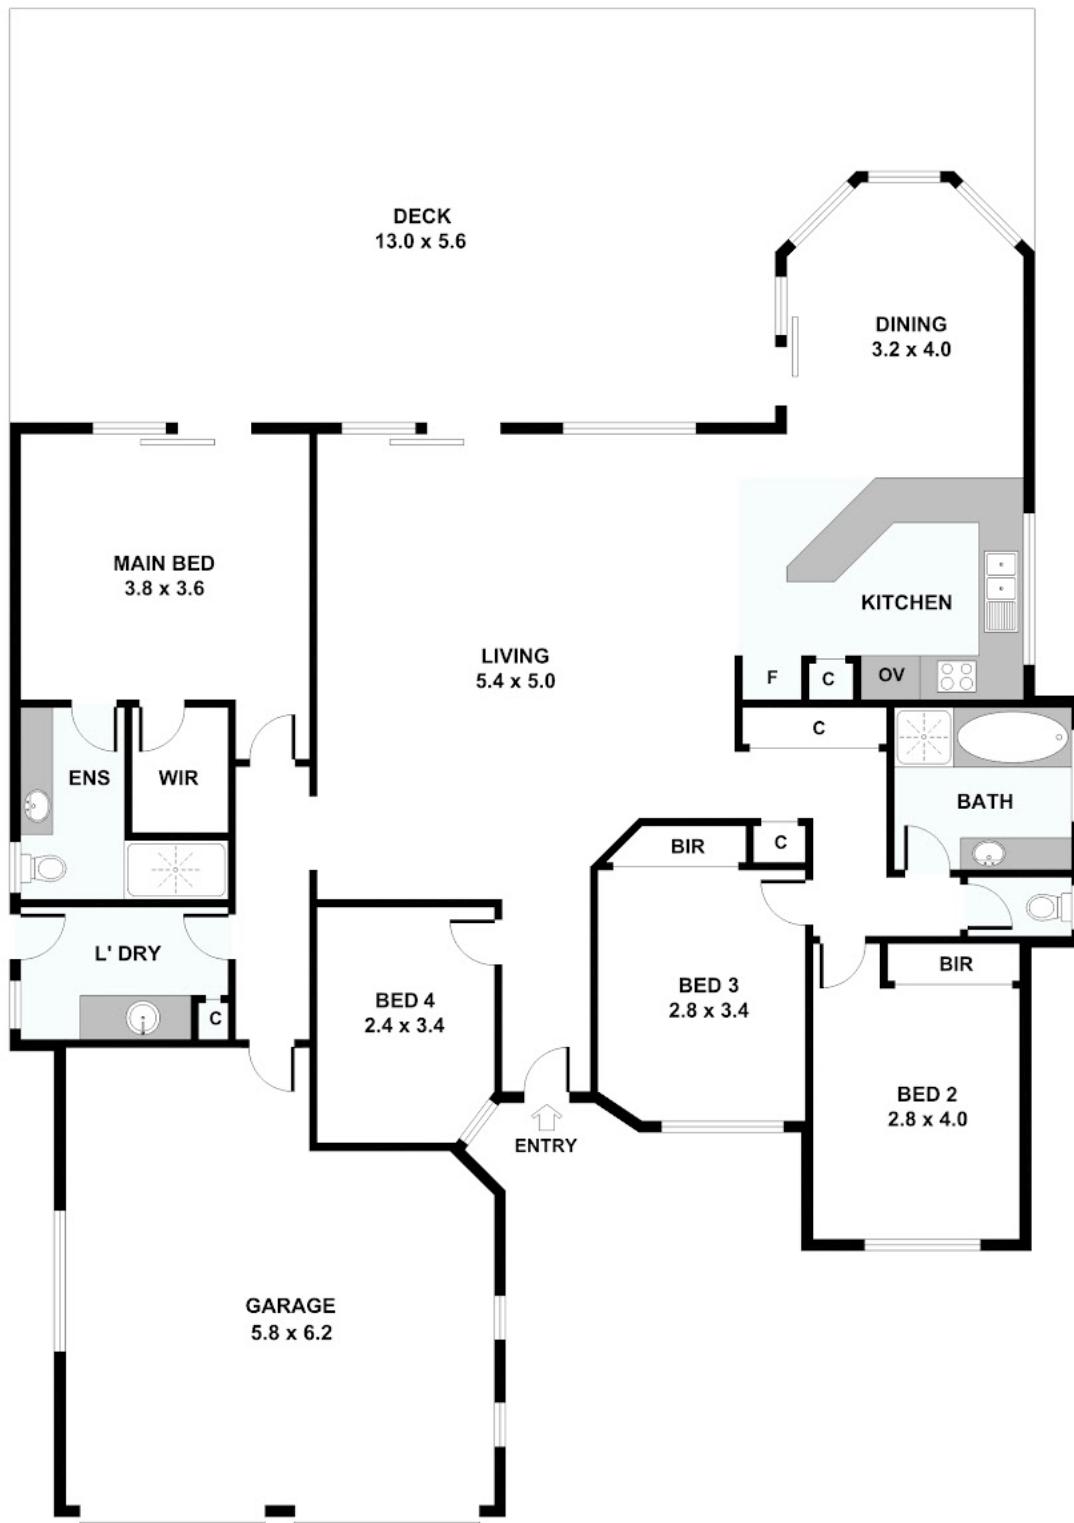 DECK
13.0 x 5.6
DINING
3.2 x 4.0
MAIN BED
3.8 x 3.6
KITCHEN
LIVING
5.4 x 5.0
F
C
OV
C
ENS
WIR
BATH
BIR
C
L' DRY
C
BED 4
2.4 x 3.4
BED 3
2.8 x 3.4
BIR
BED 2
2.8 x 4.0
ENTRY
GARAGE
5.8 x 6.2